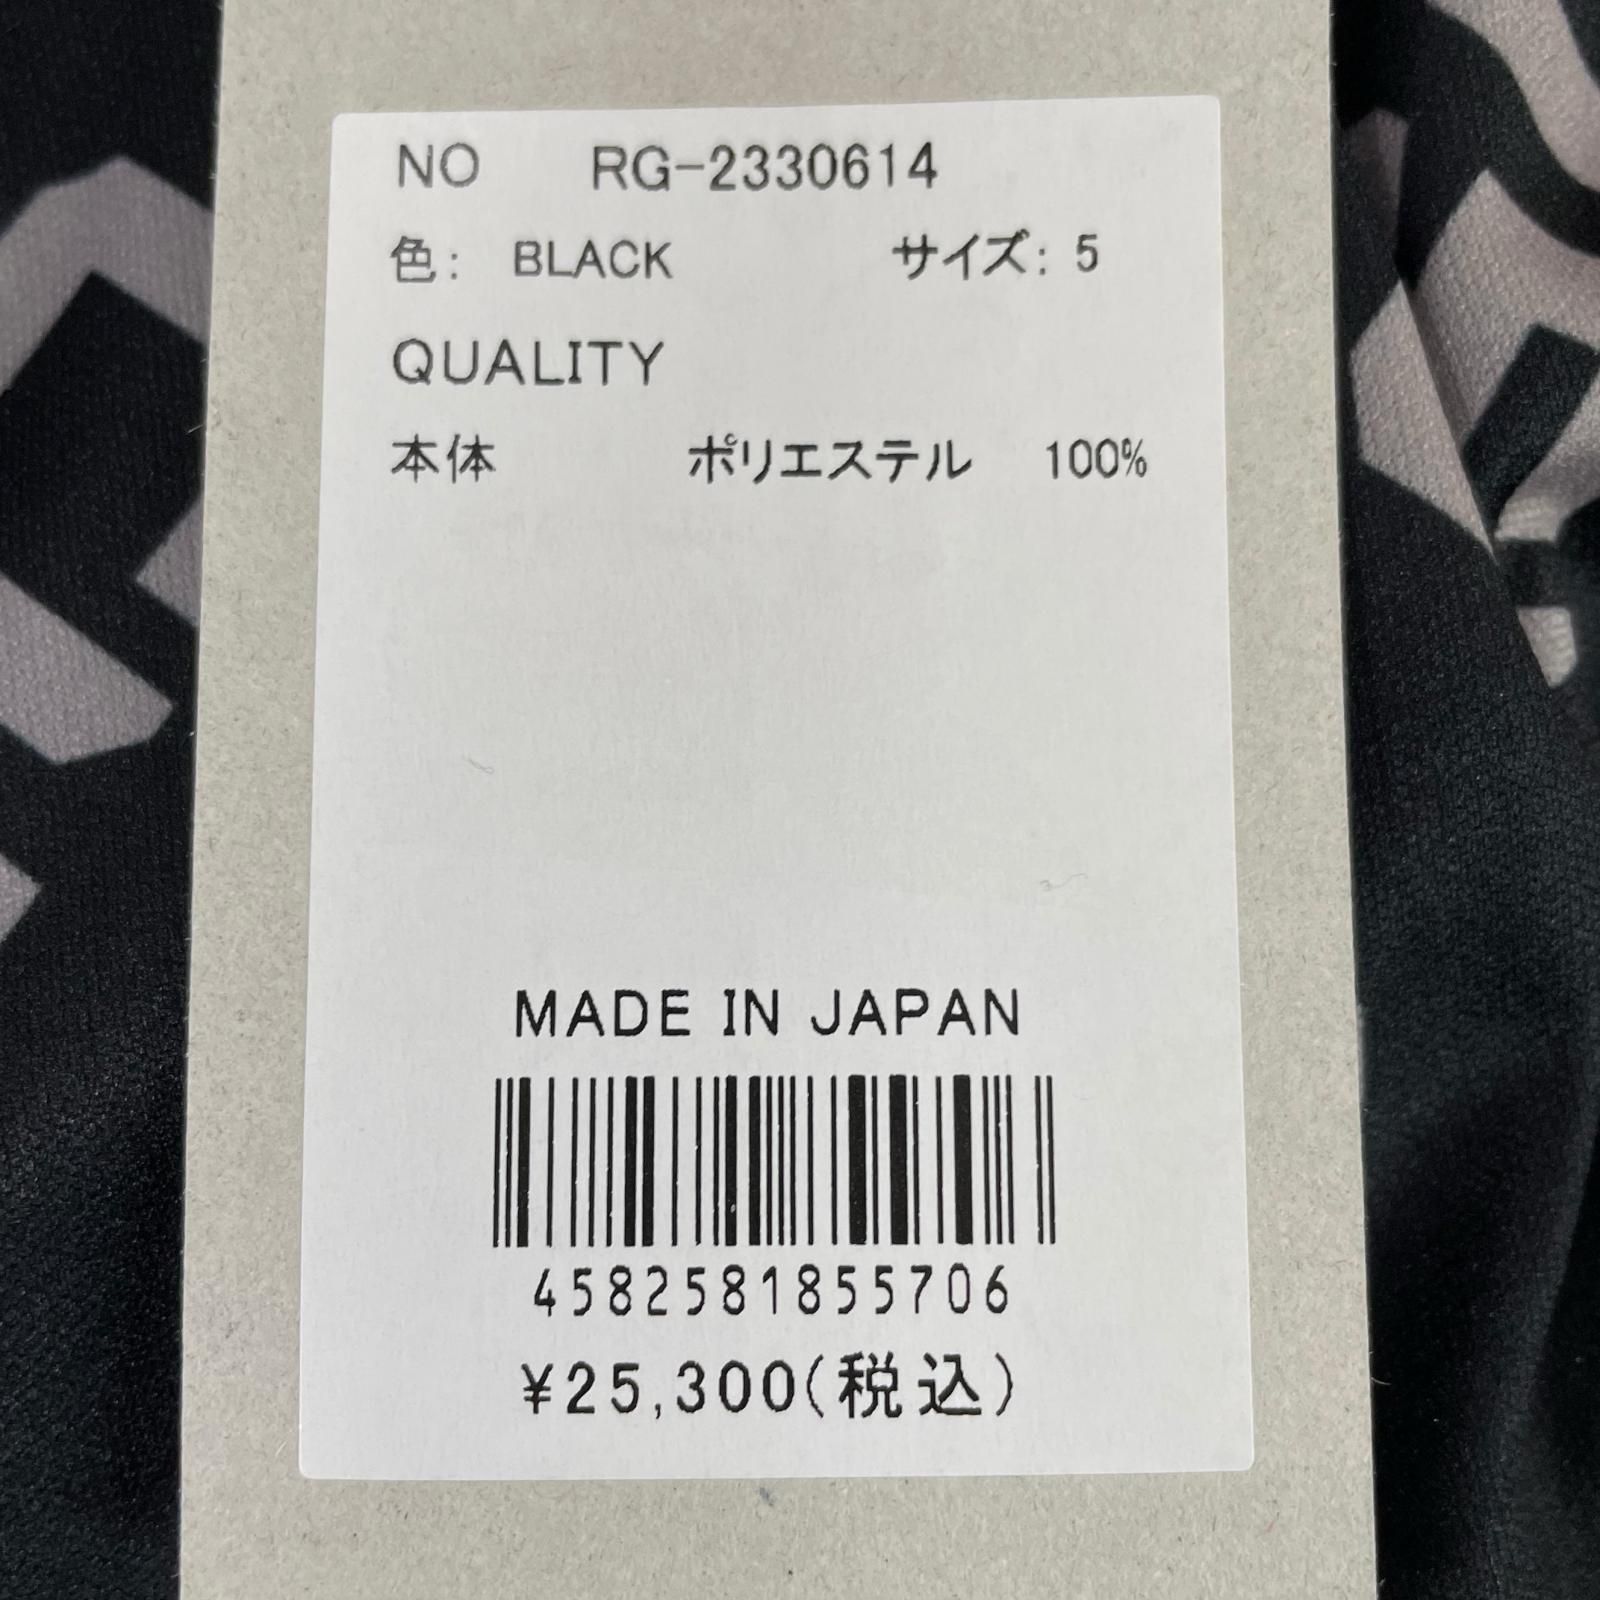 NO RG-2330614
色: BLACK サイズ: 5
QUALITY
本体 ポリエステル 100%
MADE IN JAPAN
4582581855706
¥25,300(税込)